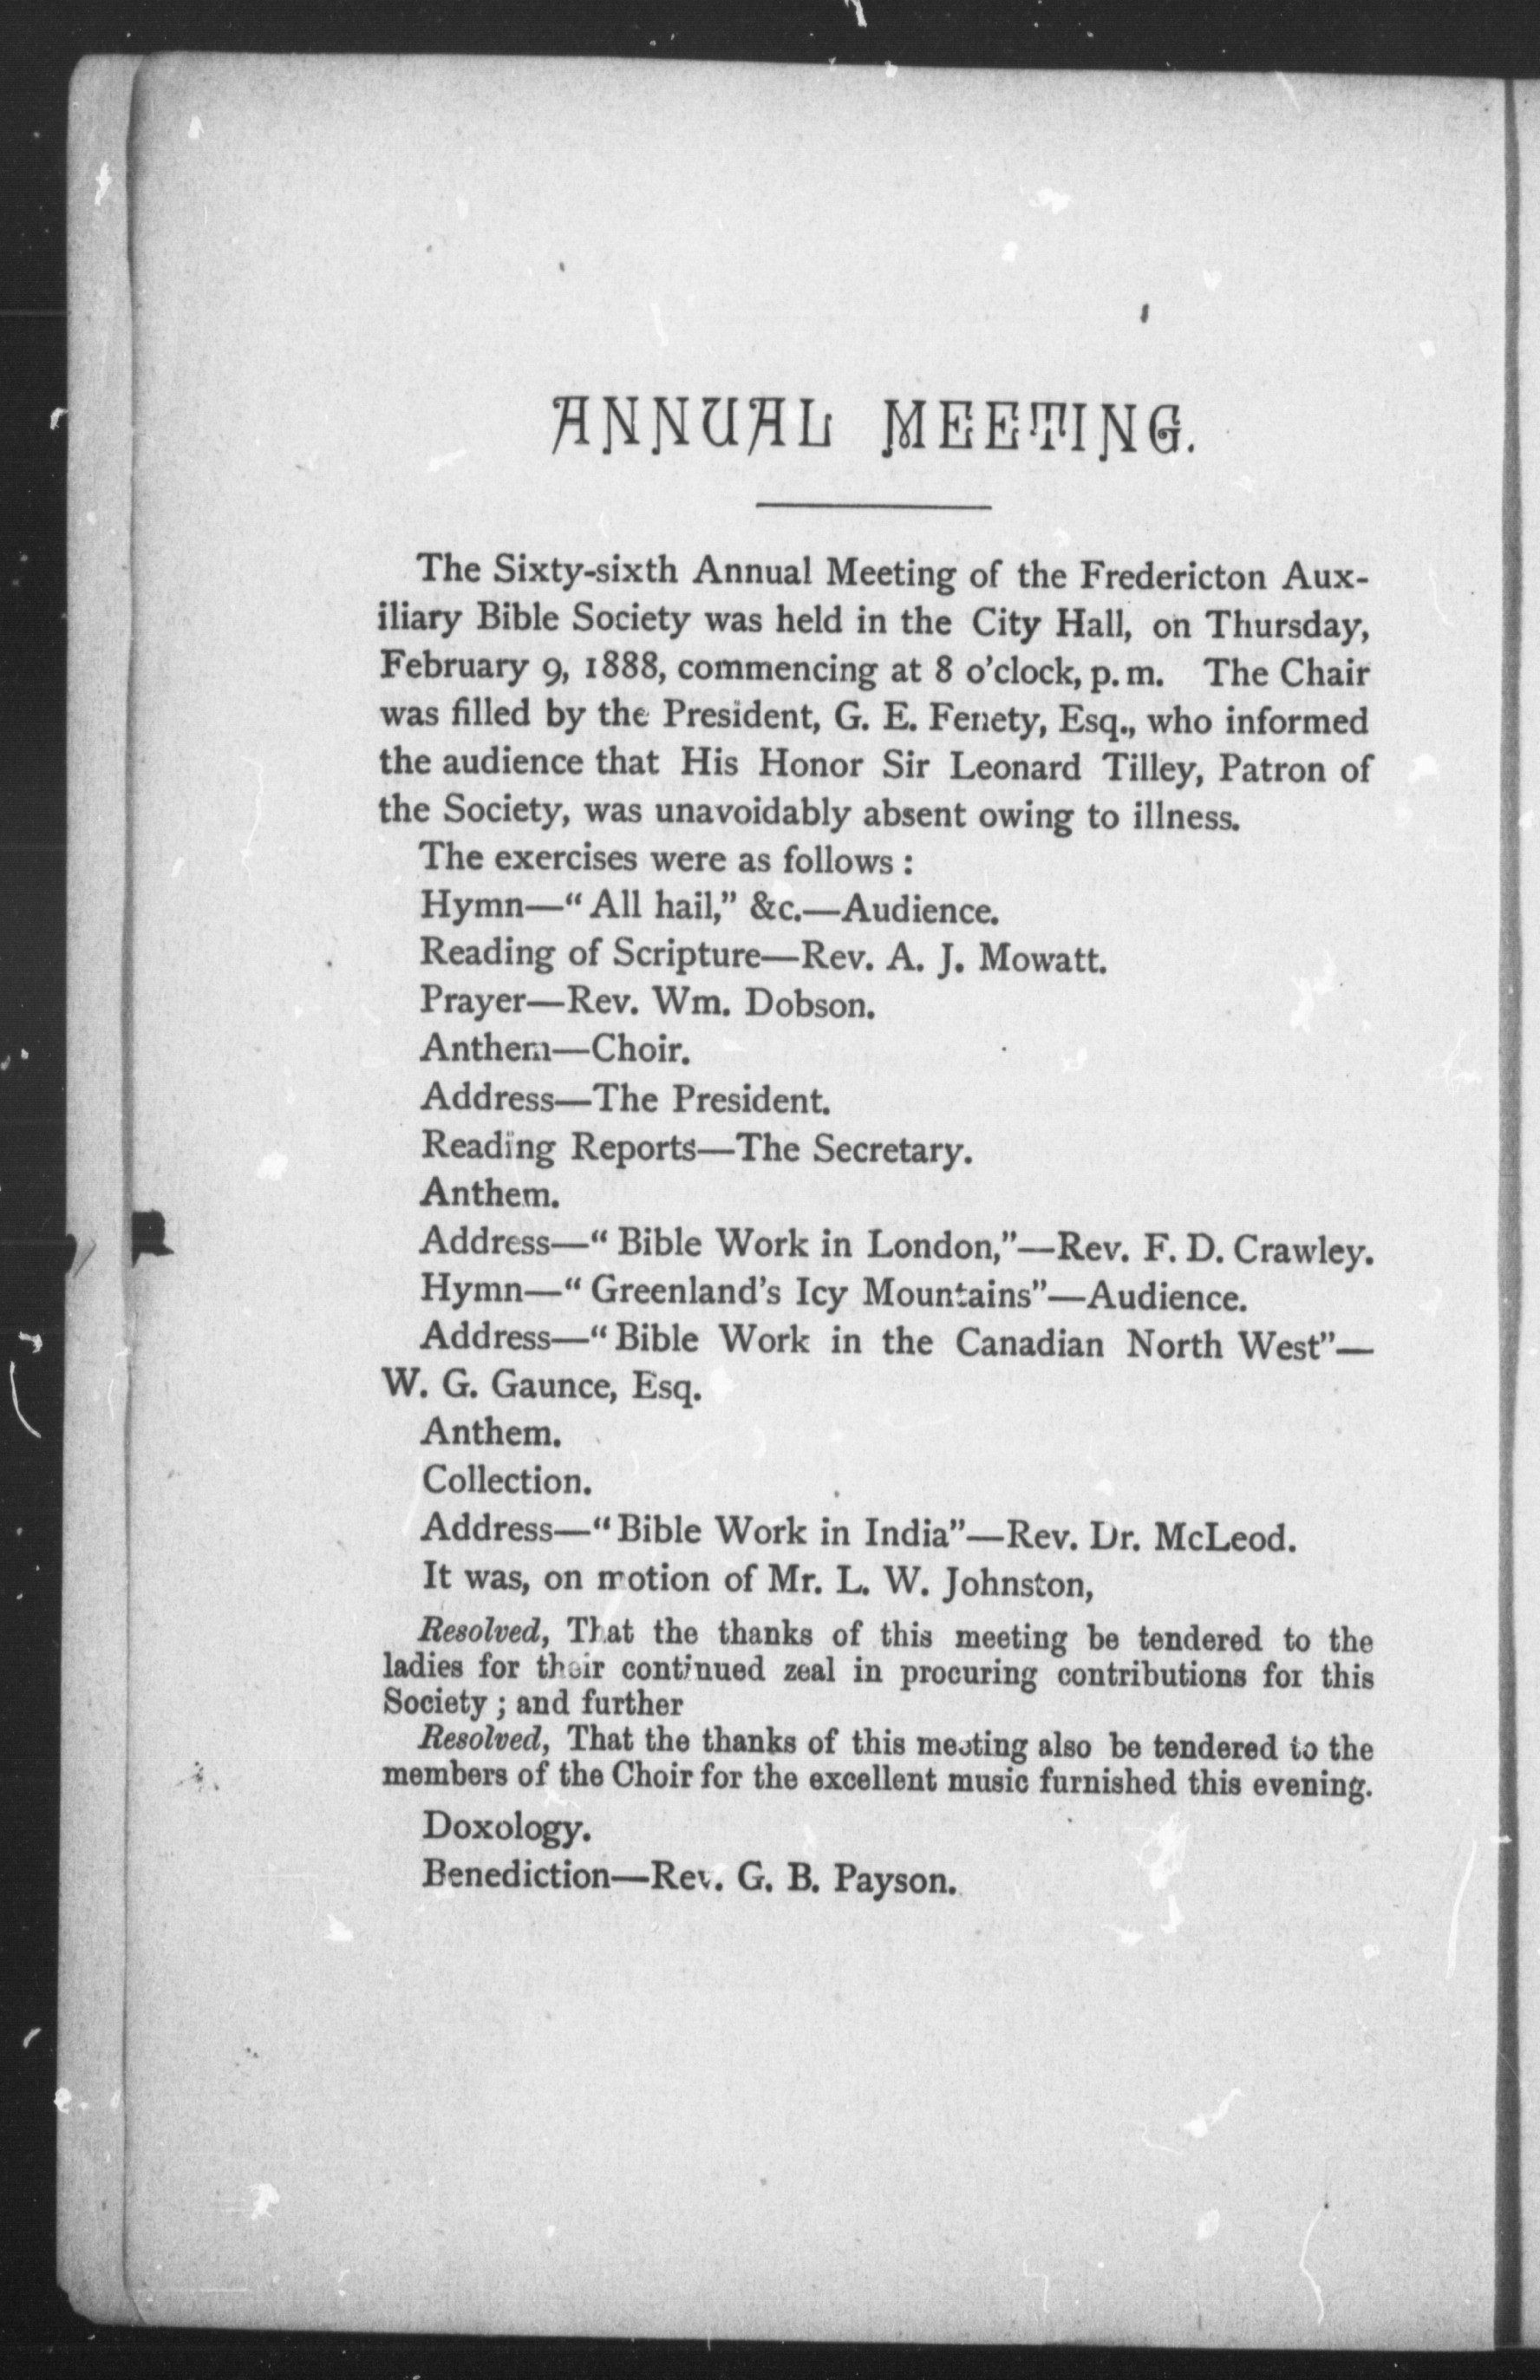 ANNUAL MEETING.
The Sixty-sixth Annual Meeting of the Fredericton Aux-
iliary Bible Society was held in the City Hall, on Thursday,
February 9, 1888, commencing at 8 o'clock, p.m. The Chair
was filled by the President, G. E. Fenety, Esq., who informed
the audience that His Honor Sir Leonard Tilley, Patron of
the Society, was unavoidably absent owing to illness.
The exercises were as follows :
Hymn—“All hail,” &c.—Audience.
Reading of Scripture—Rev. A. J. Mowatt.
Prayer—Rev. Wm. Dobson.
Anthem—Choir.
Address—The President.
Reading Reports—The Secretary.
Anthem.
Address—“Bible Work in London,”—Rev. F. D. Crawley.
Hymn—“Greenland's Icy Mountains”—Audience.
Address—“Bible Work in the Canadian North West”—
W. G. Gaunce, Esq.
Anthem.
Collection.
Address—“Bible Work in India”—Rev. Dr. McLeod.
It was, on motion of Mr. L. W. Johnston,
Resolved, That the thanks of this meeting be tendered to the
ladies for their continued zeal in procuring contributions for this
Society ; and further
Resolved, That the thanks of this meeting also be tendered to the
members of the Choir for the excellent music furnished this evening.
Doxology.
Benediction—Rev. G. B. Payson.